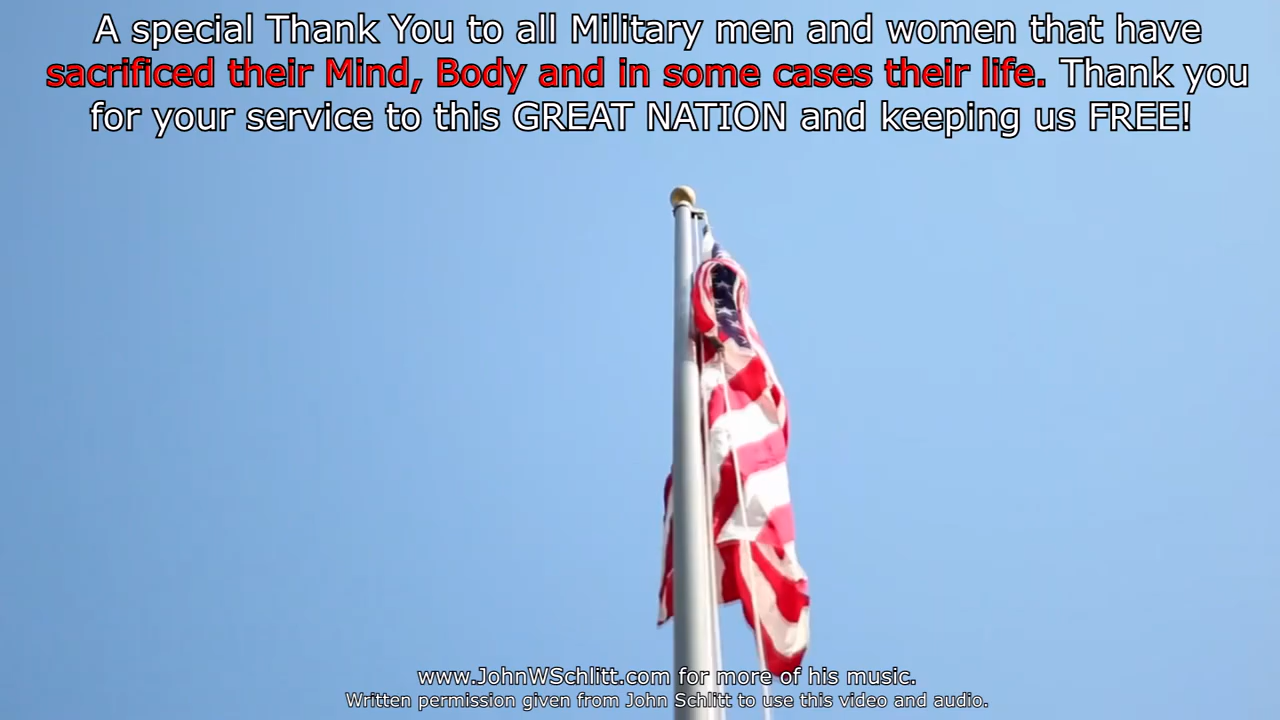 A special Thank You to all Military men and women that have
sacrificed their Mind, Body and in some cases their life. Thank you
for your service to this GREAT NATION and keeping us FREE!
www.JohnWSchlitt.com for more of his music.
Written permission given from John Schlitt to use this video and audio.